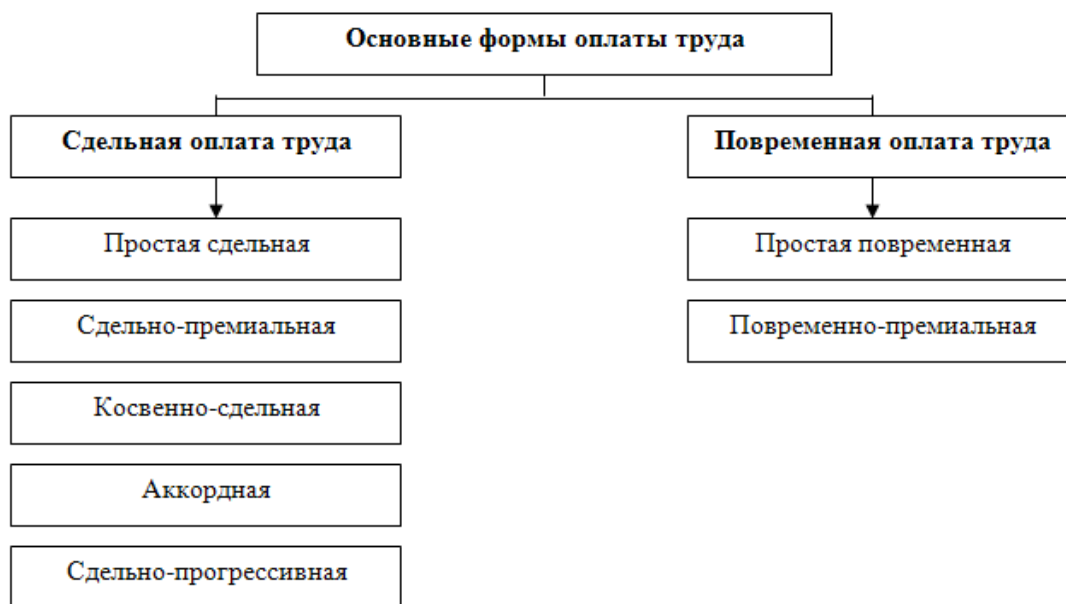 Основные формы оплаты труда
Сдельная оплата труда
Повременная оплата труда
Простая сдельная
Простая повременная
Сдельно-премиальная
Повременно-премиальная
Косвенно-сдельная
Аккордная
Сдельно-прогрессивная